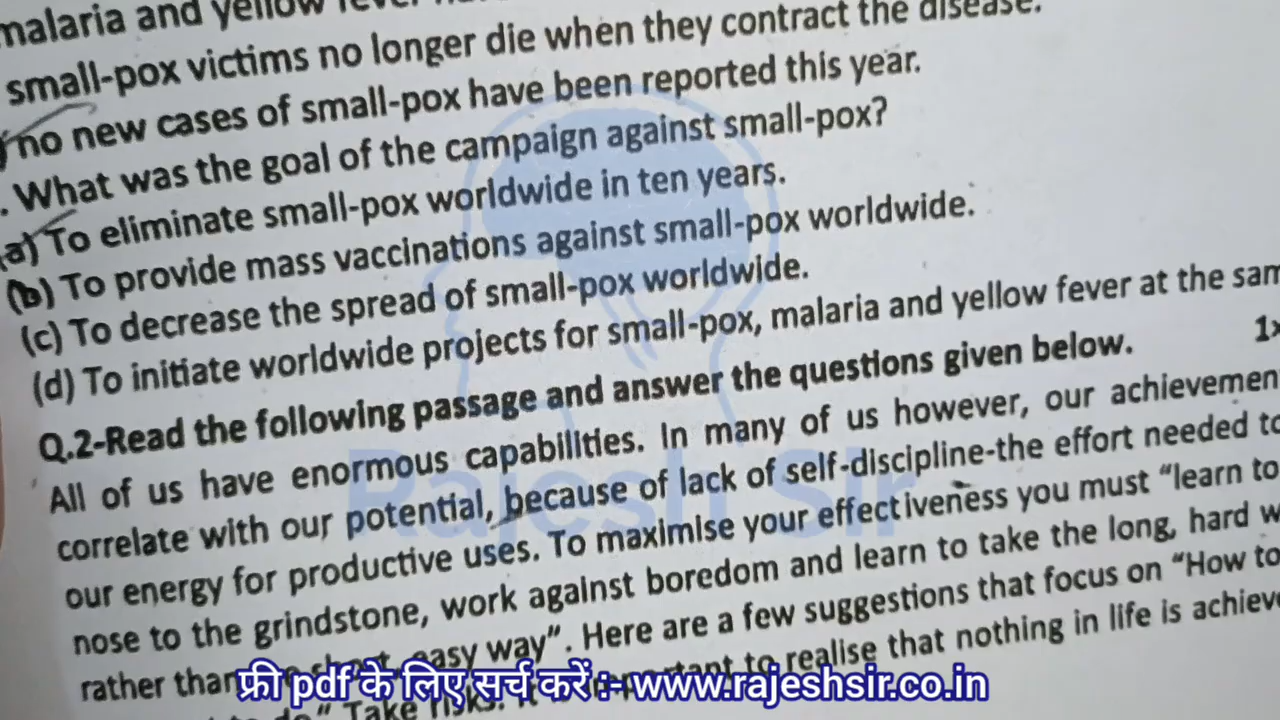 malaria and yellow fever
small-pox victims no longer die when they contract the disease.
) no new cases of small-pox have been reported this year.
. What was the goal of the campaign against small-pox?
(a) To eliminate small-pox worldwide in ten years.
(b) To provide mass vaccinations against small-pox worldwide.
(c) To decrease the spread of small-pox worldwide.
(d) To initiate worldwide projects for small-pox, malaria and yellow fever at the sam
Q.2-Read the following passage and answer the questions given below. 1x
All of us have enormous capabilities. In many of us however, our achievemen
correlate with our potential, because of lack of self-discipline-the effort needed to
our energy for productive uses. To maximise your effectiveness you must “learn to
nose to the grindstone, work against boredom and learn to take the long, hard w
rather than easy way”. Here are a few suggestions that focus on “How to
do” Take risks. to realise that nothing in life is achieve
Rajesh Sir
फ्री pdf के लिए सर्च करें :- www.rajeshsir.co.in